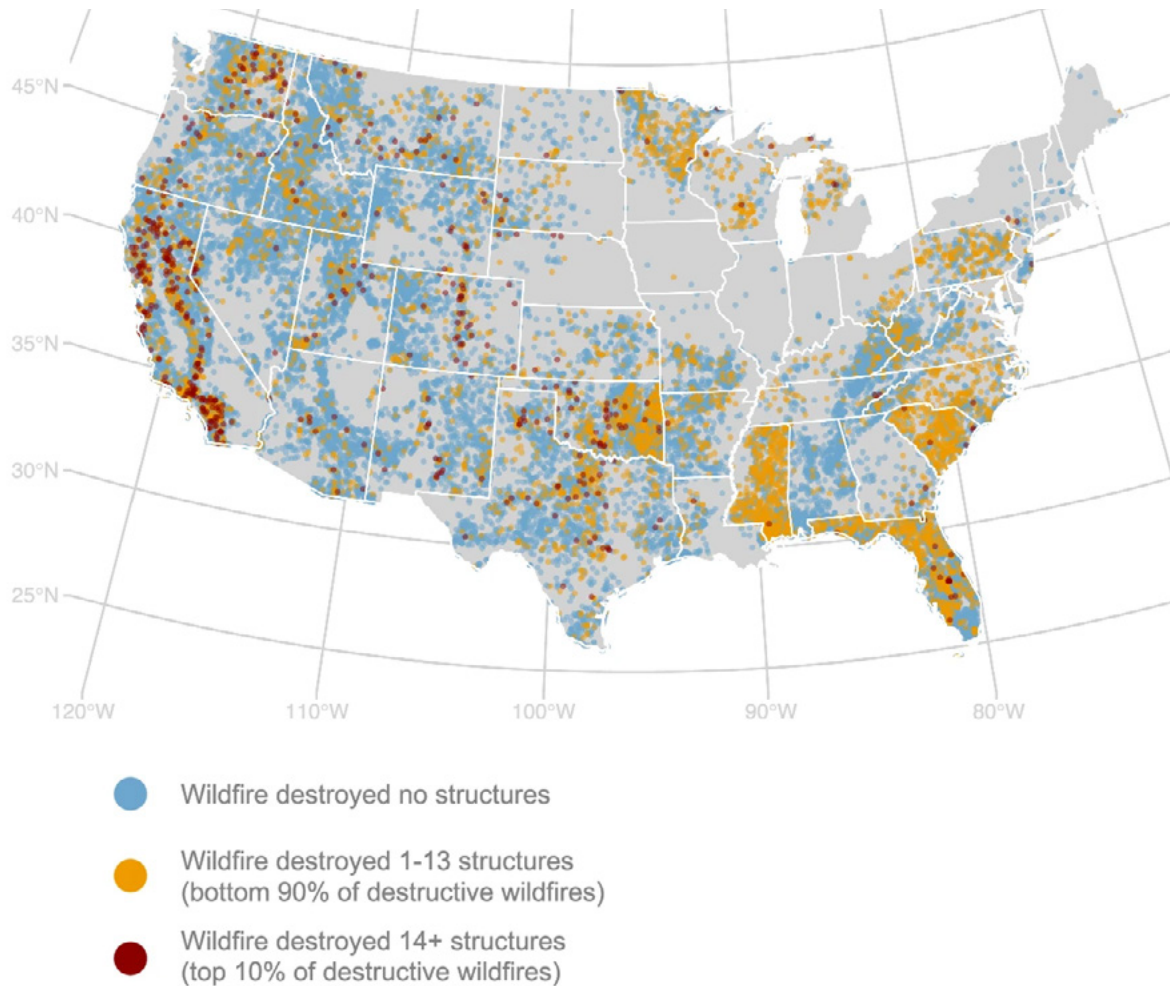 45°N
40°N
35°N
30°N
25°N
120°W
110°W
100°W
90°W
80°W
Wildfire destroyed no structures
Wildfire destroyed 1-13 structures
(bottom 90% of destructive wildfires)
Wildfire destroyed 14+ structures
(top 10% of destructive wildfires)